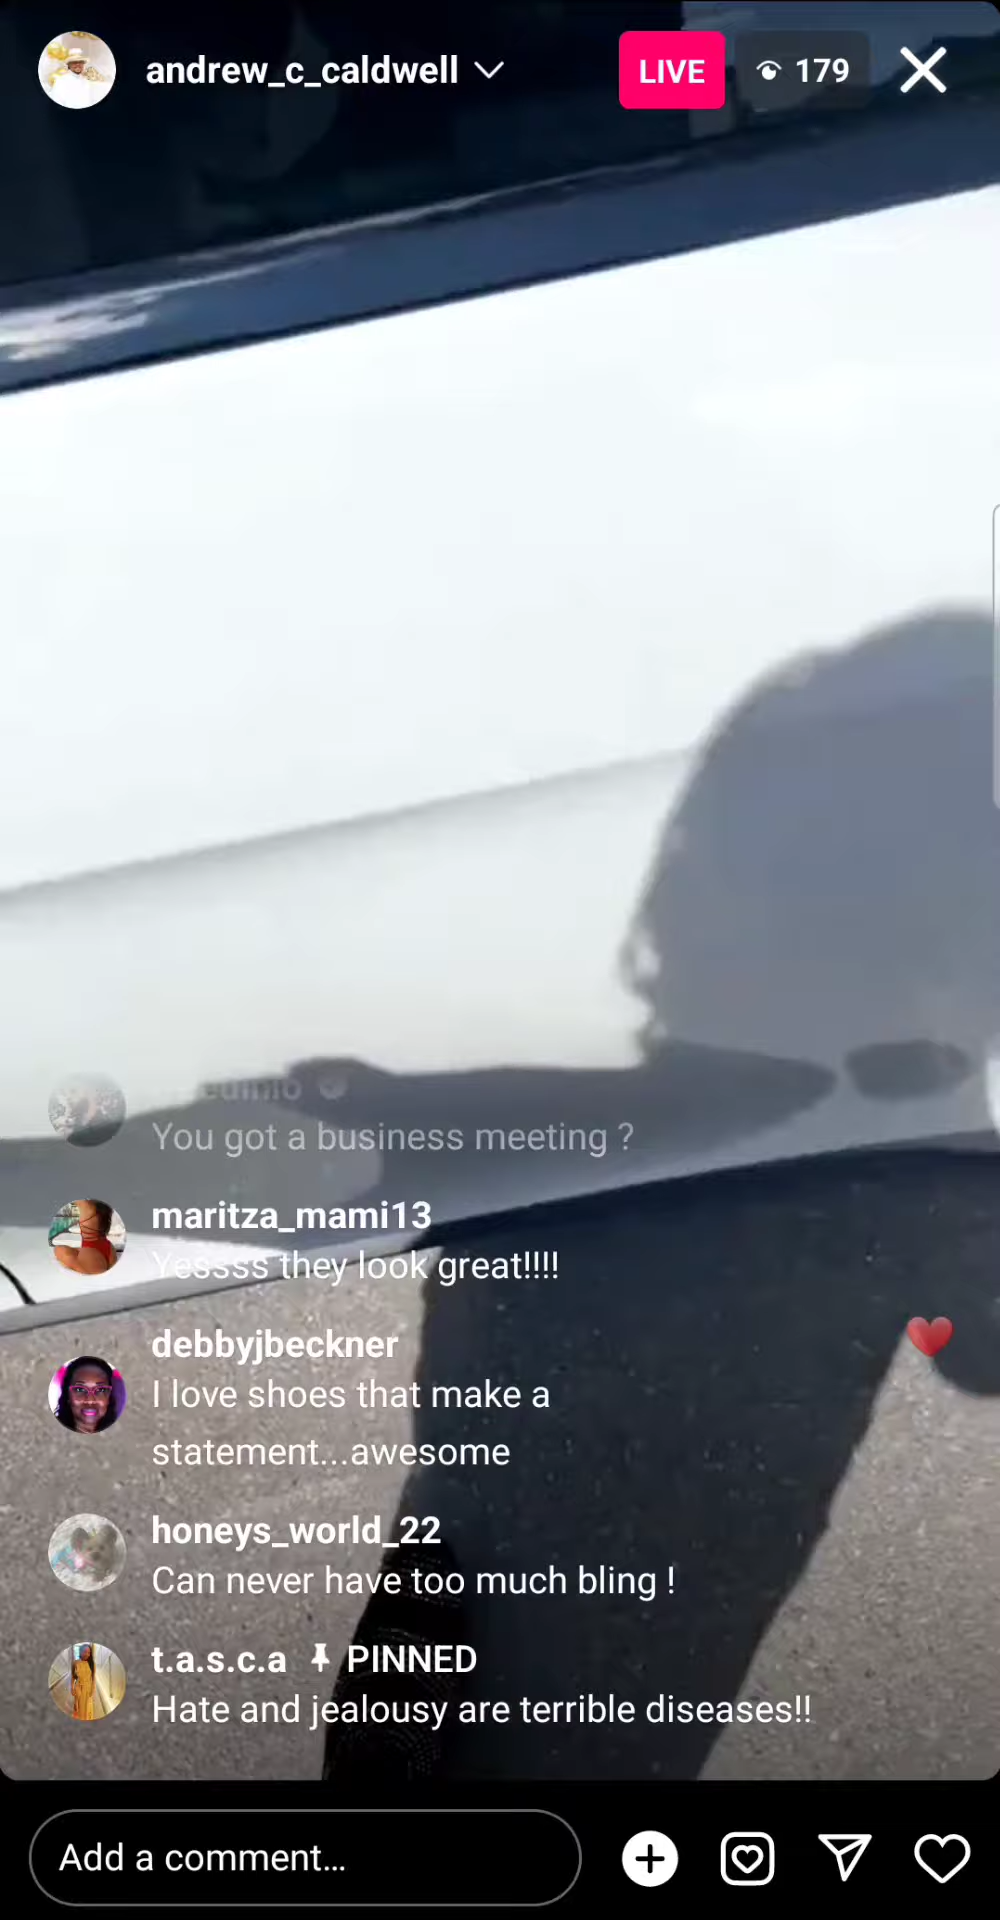 andrew_c_caldwell
LIVE
179
You got a business meeting ?
maritza_mami13
Yessss they look great!!!!
debbyjbeckner
I love shoes that make a
statement...awesome
honeys_world_22
Can never have too much bling !
t.a.s.c.a PINNED
Hate and jealousy are terrible diseases!!
Add a comment...